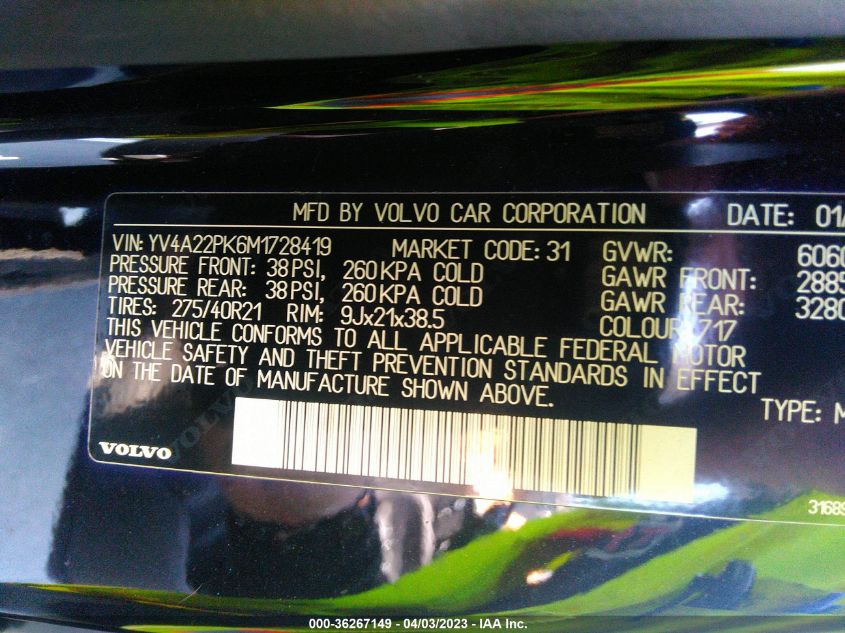 MFD BY VOLVO CAR CORPORATION DATE: 01/
VIN: YV4A22PK6M1728419 MARKET CODE: 31 GVWR: 6060
PRESSURE FRONT: 38 PSI, 260 KPA COLD GAWR FRONT: 2885
PRESSURE REAR: 38 PSI, 260 KPA COLD GAWR REAR: 3280
TIRES: 275/40R21 RIM: 9Jx21x38.5 COLOUR: 717
THIS VEHICLE CONFORMS TO ALL APPLICABLE FEDERAL MOTOR
VEHICLE SAFETY AND THEFT PREVENTION STANDARDS IN EFFECT
ON THE DATE OF MANUFACTURE SHOWN ABOVE.
TYPE: M
VOLVO
31689
000-36267149 - 04/03/2023 - IAA Inc.